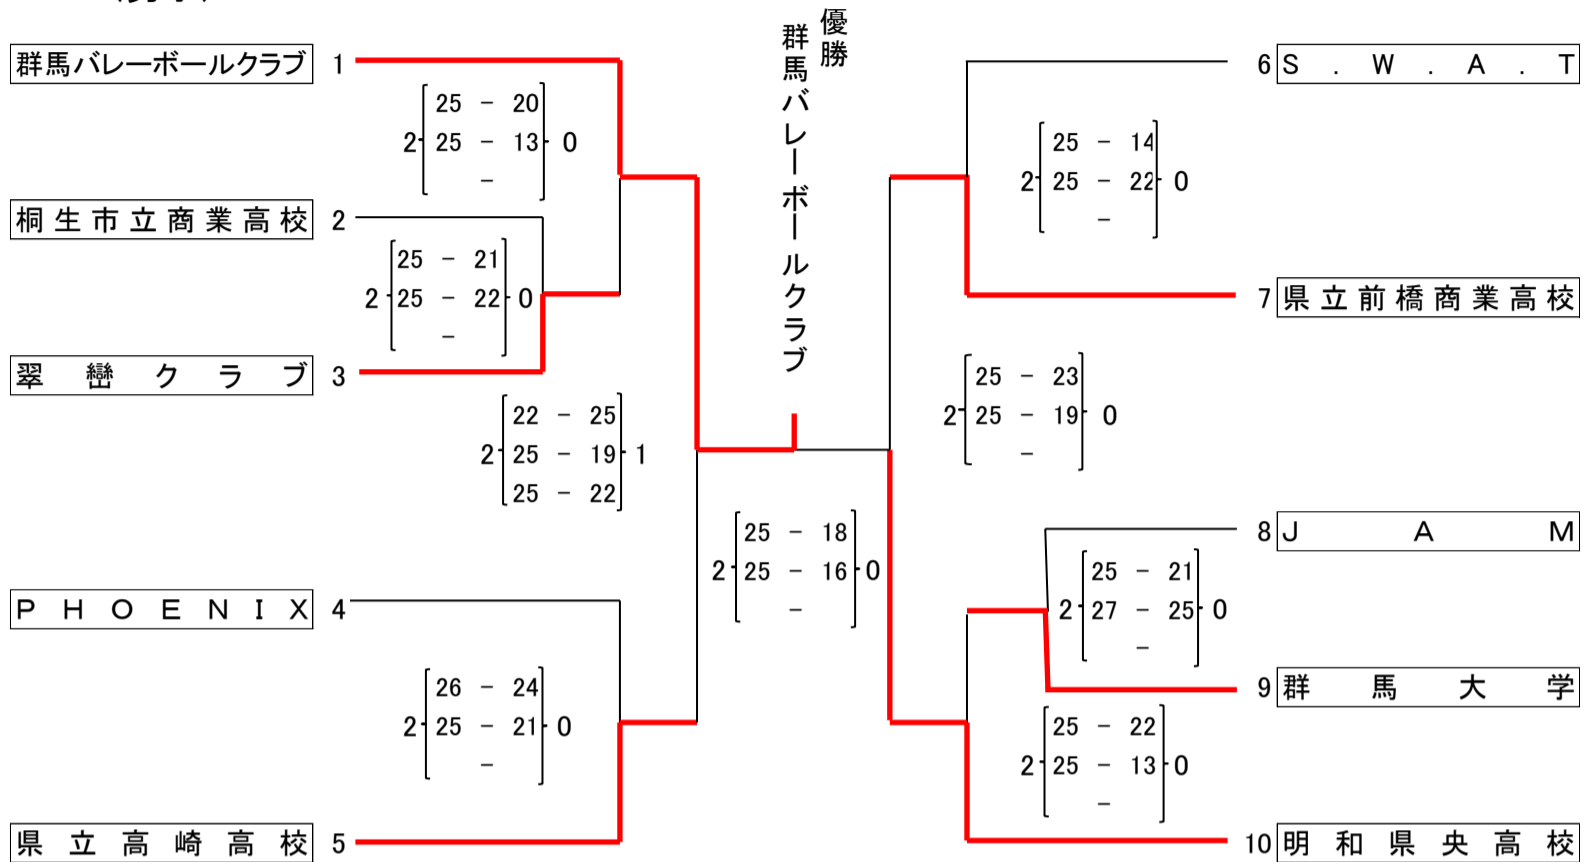 優勝
群馬バレーボールクラブ
群馬バレーボールクラブ 1
25 － 20
2 25 － 13 0
－
桐生市立商業高校 2
25 － 21
2 25 － 22 0
－
翠巒クラブ 3
22 － 25
2 25 － 19 1
25 － 22
PHOENIX 4
26 － 24
2 25 － 21 0
－
県立高崎高校 5
25 － 18
2 25 － 16 0
－
6 S.W.A.T
25 － 14
2 25 － 22 0
－
7 県立前橋商業高校
25 － 23
2 25 － 19 0
－
8 JAM
25 － 21
2 27 － 25 0
－
9 群馬大学
25 － 22
2 25 － 13 0
－
10 明和県央高校